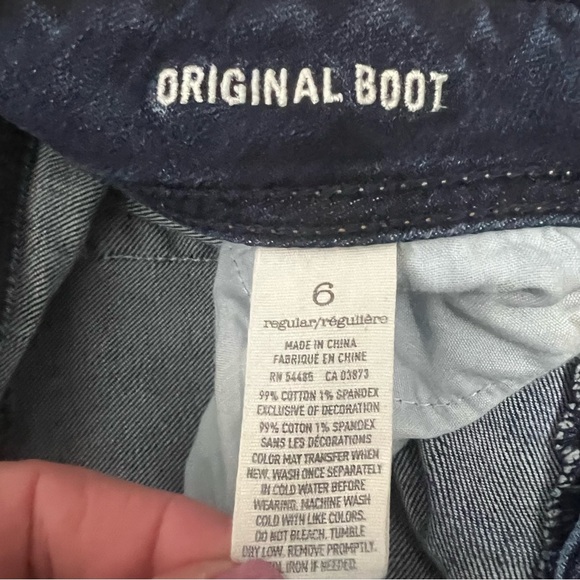 ORIGINAL BOOT
6
regular/régulière
MADE IN CHINA
FABRIQUÉ EN CHINE
RN 54485 CA 03873
99% COTTON 1% SPANDEX
EXCLUSIVE OF DECORATION
99% COTON 1% SPANDEX
SANS LES DÉCORATIONS
COLOR MAY TRANSFER WHEN
NEW. WASH ONCE SEPARATELY
IN COLD WATER BEFORE
WEARING. MACHINE WASH
COLD WITH LIKE COLORS.
DO NOT BLEACH. TUMBLE
DRY LOW. REMOVE PROMPTLY.
IRON IF NEEDED.